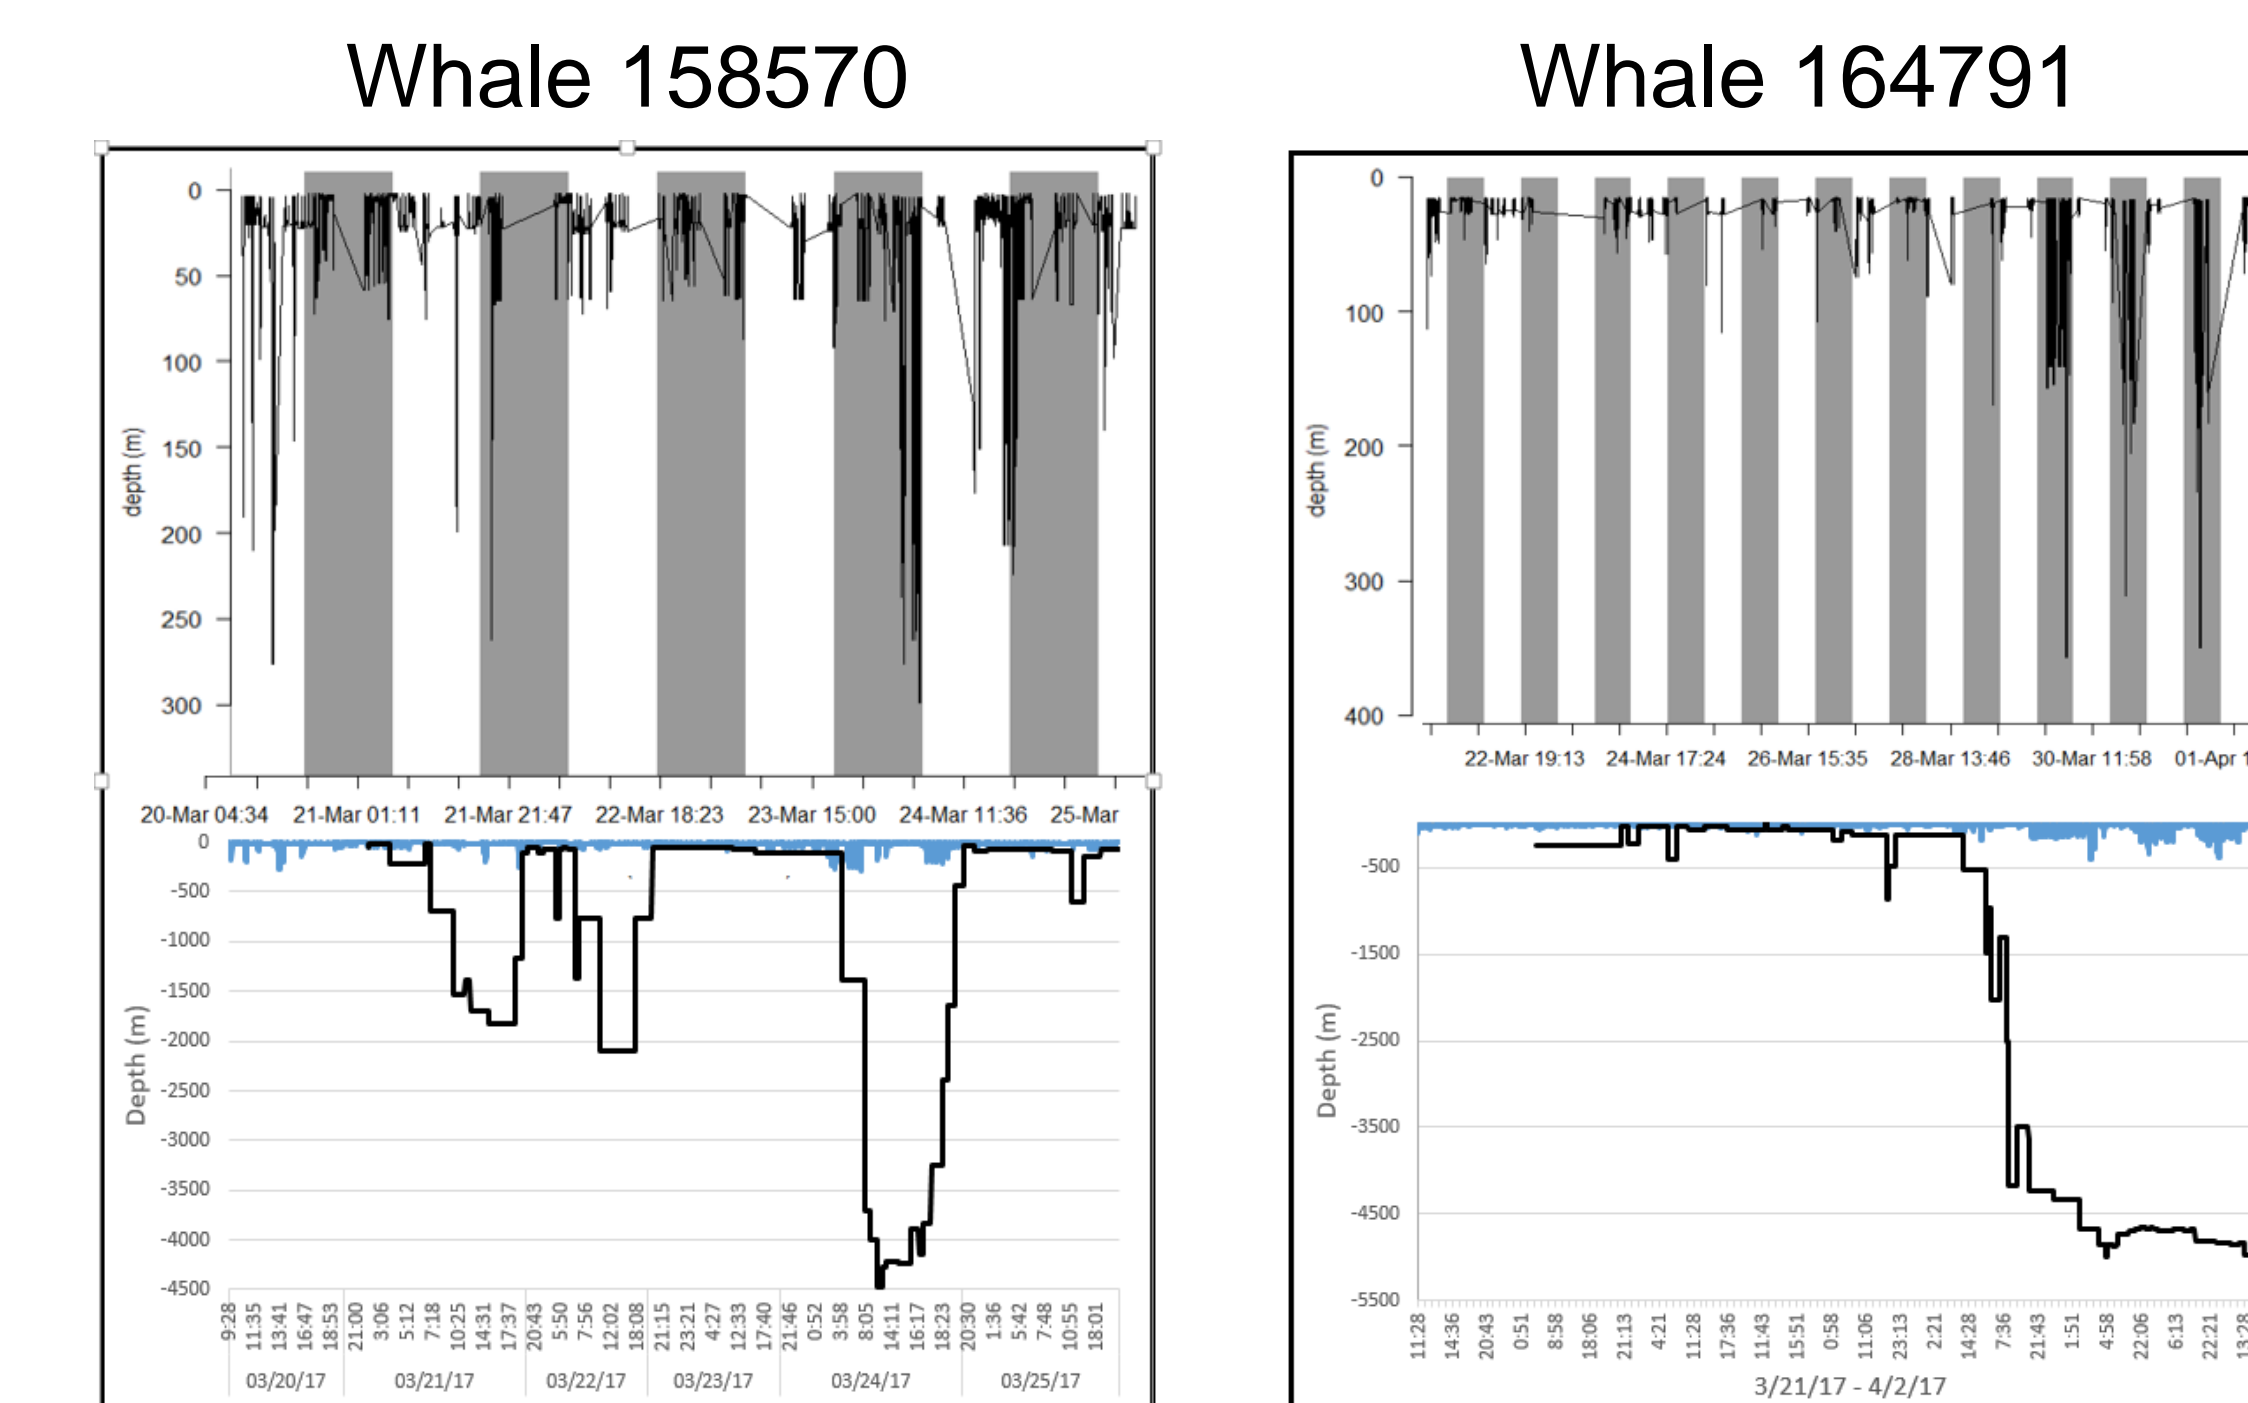 Whale 158570
0
50
100
150
200
250
300
depth (m)
20-Mar 04:34 21-Mar 01:11 21-Mar 21:47 22-Mar 18:23 23-Mar 15:00 24-Mar 11:36 25-Mar
0
-500
-1000
-1500
-2000
-2500
-3000
-3500
-4000
-4500
Depth (m)
9:28 11:35 13:41 16:47 18:53 21:00 3:06 5:12 7:18 10:25 14:31 17:37 20:43 5:50 7:56 12:02 18:08 21:15 23:21 4:27 12:33 17:40 21:46 0:52 3:58 8:05 14:11 16:17 18:23 20:30 1:36 5:42 7:48 10:55 18:01
03/20/17 03/21/17 03/22/17 03/23/17 03/24/17 03/25/17
Whale 164791
0
100
200
300
400
depth (m)
22-Mar 19:13 24-Mar 17:24 26-Mar 15:35 28-Mar 13:46 30-Mar 11:58 01-Apr 1
-500
-1500
-2500
-3500
-4500
-5500
Depth (m)
11:28 14:36 20:43 0:51 8:58 18:06 21:13 4:21 11:28 17:36 11:43 15:51 0:58 11:06 23:13 2:21 14:28 7:36 21:43 1:51 4:58 22:06 6:13 22:21 13:28
3/21/17 - 4/2/17